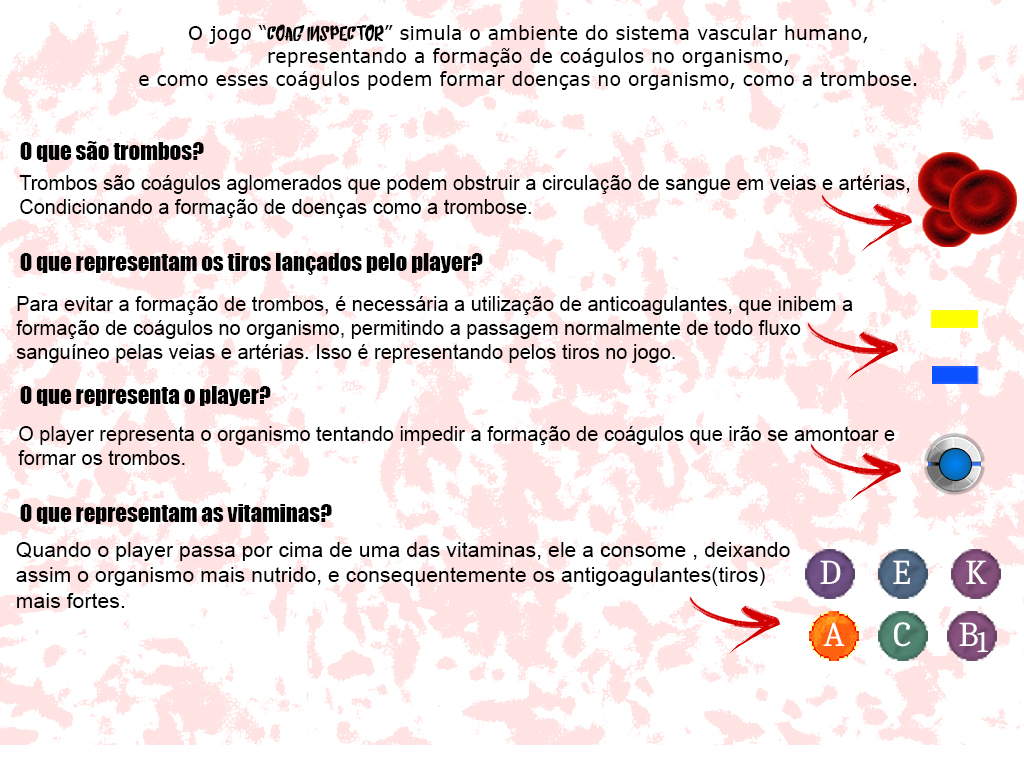 O jogo “COAG INSPECTOR” simula o ambiente do sistema vascular humano,
representando a formação de coágulos no organismo,
e como esses coágulos podem formar doenças no organismo, como a trombose.
O que são trombos?
Trombos são coágulos aglomerados que podem obstruir a circulação de sangue em veias e artérias,
Condicionando a formação de doenças como a trombose.
O que representam os tiros lançados pelo player?
Para evitar a formação de trombos, é necessária a utilização de anticoagulantes, que inibem a
formação de coágulos no organismo, permitindo a passagem normalmente de todo fluxo
sanguíneo pelas veias e artérias. Isso é representando pelos tiros no jogo.
O que representa o player?
O player representa o organismo tentando impedir a formação de coágulos que irão se amontoar e
formar os trombos.
O que representam as vitaminas?
Quando o player passa por cima de uma das vitaminas, ele a consome , deixando
assim o organismo mais nutrido, e consequentemente os antigoagulantes(tiros)
mais fortes.
D E K
A C B1